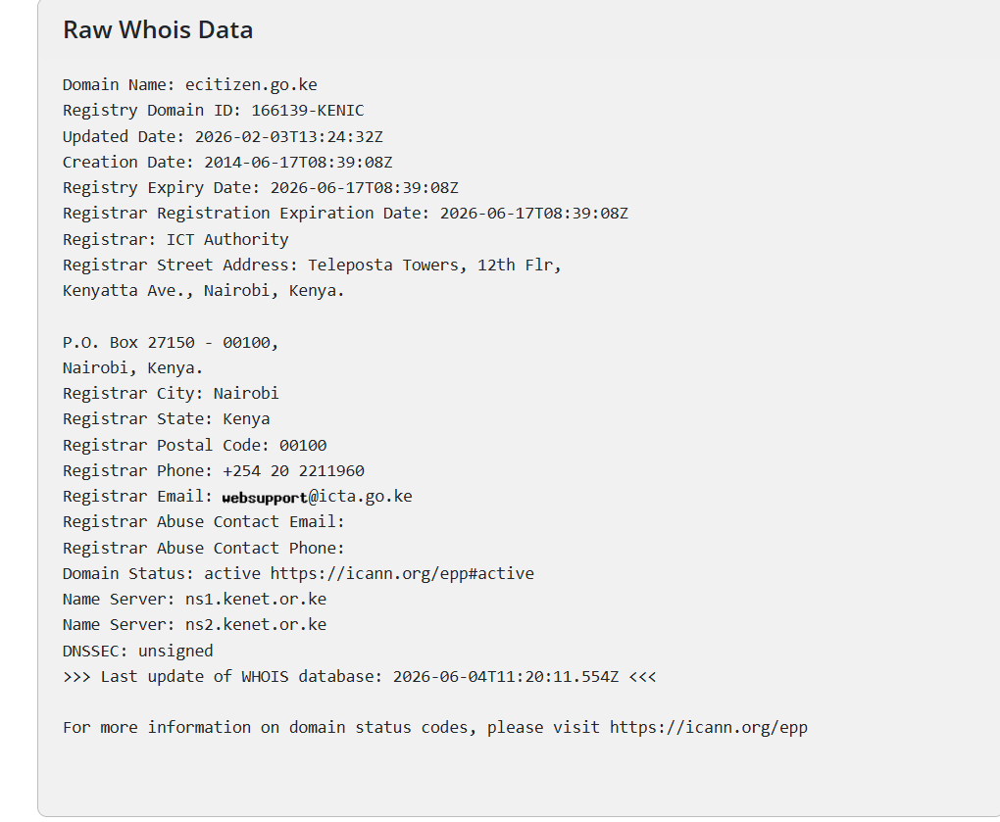 Raw Whois Data
Domain Name: ecitizen.go.ke
Registry Domain ID: 166139-KENIC
Updated Date: 2026-02-03T13:24:32Z
Creation Date: 2014-06-17T08:39:08Z
Registry Expiry Date: 2026-06-17T08:39:08Z
Registrar Registration Expiration Date: 2026-06-17T08:39:08Z
Registrar: ICT Authority
Registrar Street Address: Teleposta Towers, 12th Flr,
Kenyatta Ave., Nairobi, Kenya.
P.O. Box 27150 - 00100,
Nairobi, Kenya.
Registrar City: Nairobi
Registrar State: Kenya
Registrar Postal Code: 00100
Registrar Phone: +254 20 2211960
Registrar Email: websupport@icta.go.ke
Registrar Abuse Contact Email:
Registrar Abuse Contact Phone:
Domain Status: active https://icann.org/epp#active
Name Server: ns1.kenet.or.ke
Name Server: ns2.kenet.or.ke
DNSSEC: unsigned
>>> Last update of WHOIS database: 2026-06-04T11:20:11.554Z <<<
For more information on domain status codes, please visit https://icann.org/epp